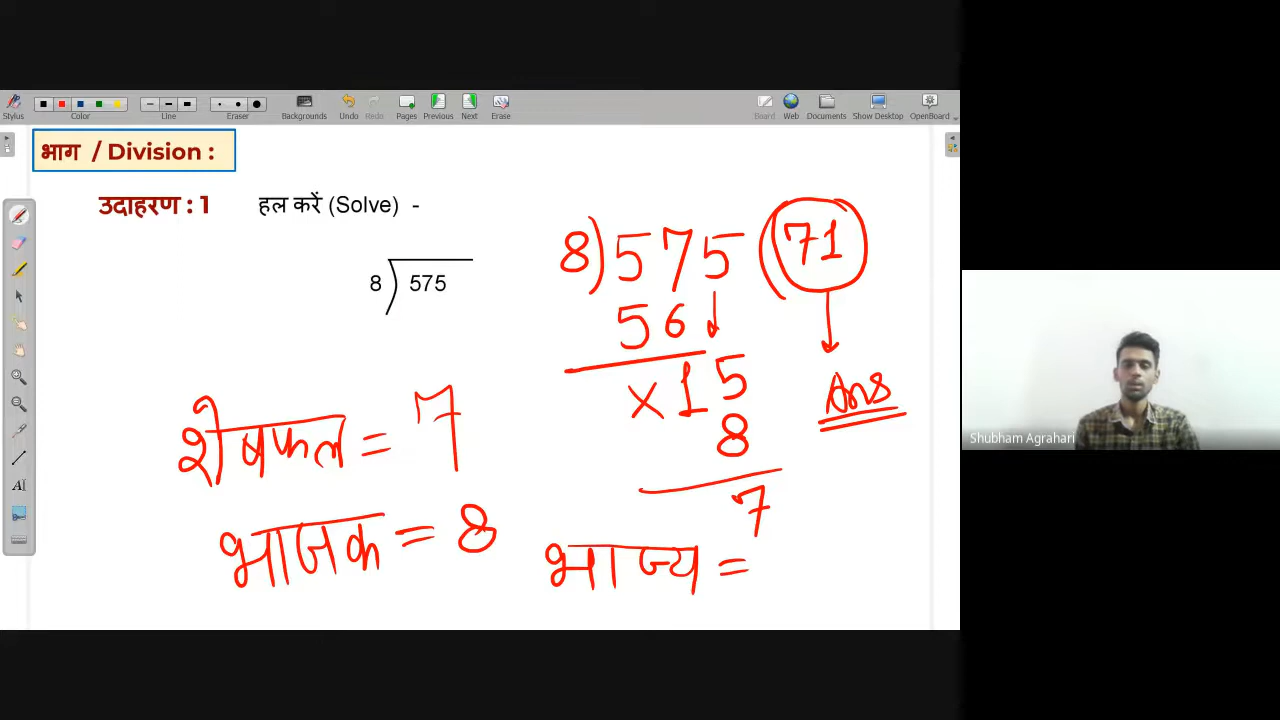 Stylus Color Line Eraser Backgrounds Undo Redo Pages Previous Next Erase Board Web Documents Show Desktop OpenBoard
भाग / Division :
उदाहरण : 1 हल करें (Solve) -
8 ) 575
8 ) 575 ( 71
56
× 15
Ans
8
7
शेषफल = 7
भाजक = 8
भाज्य =
Shubham Agrahari